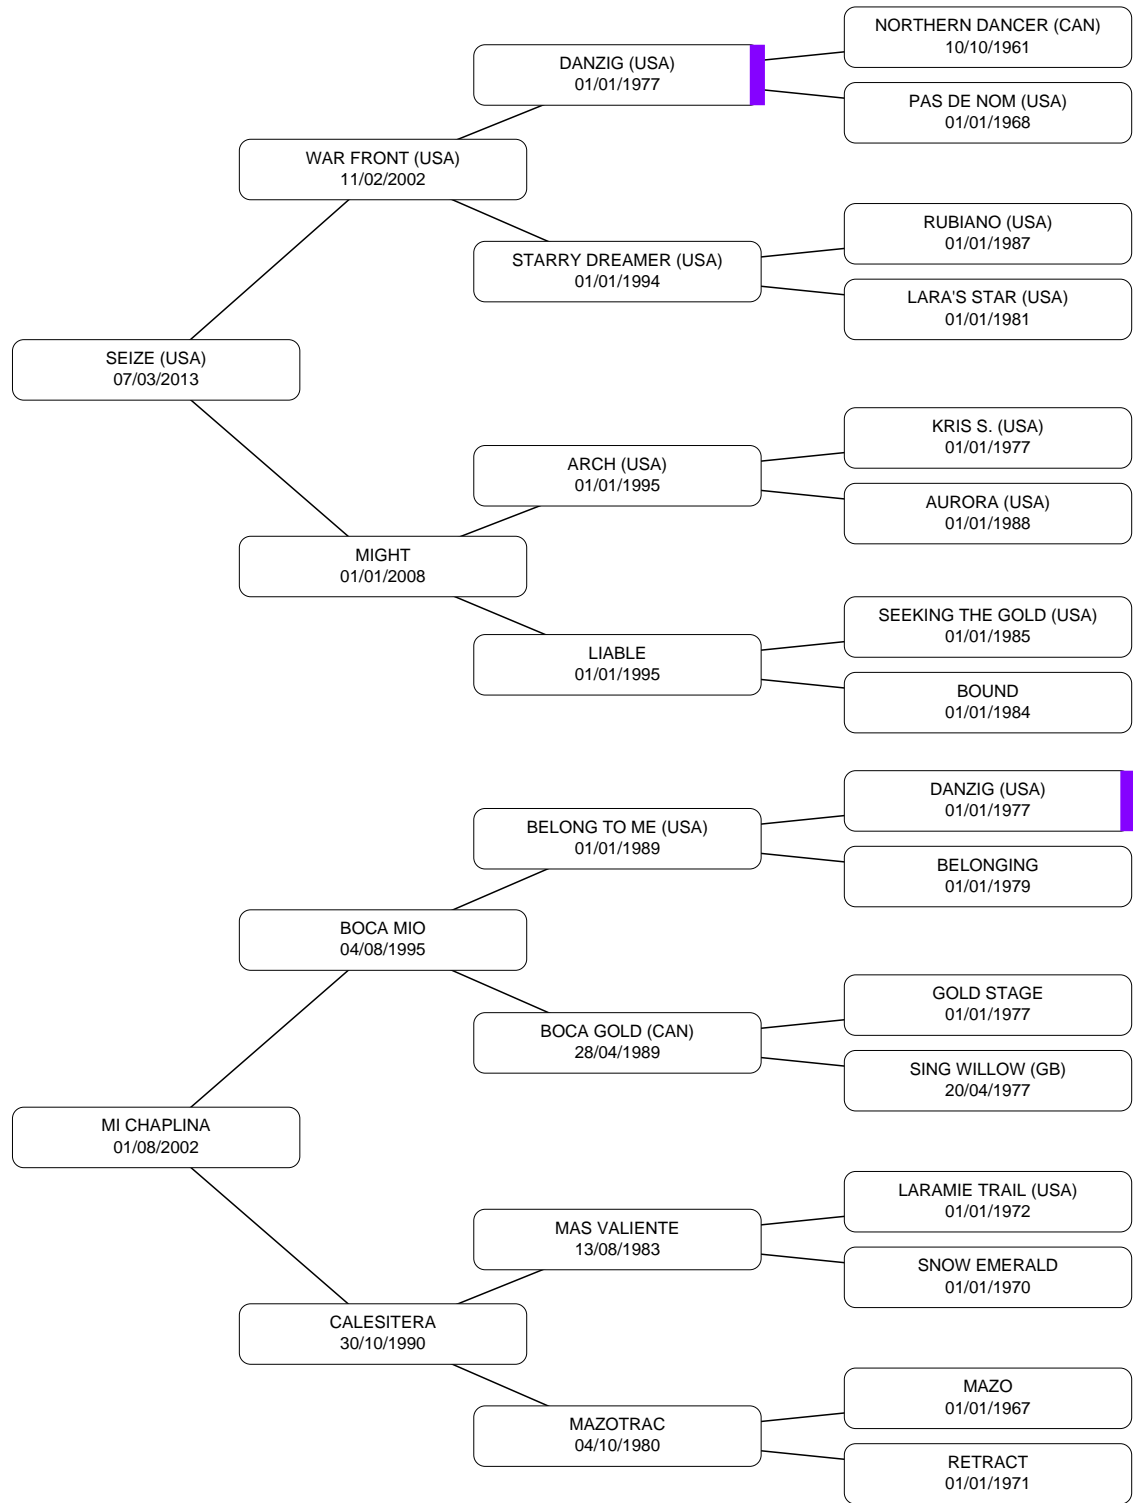 NORTHERN DANCER (CAN)
10/10/1961
DANZIG (USA)
01/01/1977
PAS DE NOM (USA)
01/01/1968
WAR FRONT (USA)
11/02/2002
RUBIANO (USA)
01/01/1987
STARRY DREAMER (USA)
01/01/1994
LARA'S STAR (USA)
01/01/1981
SEIZE (USA)
07/03/2013
KRIS S. (USA)
01/01/1977
ARCH (USA)
01/01/1995
AURORA (USA)
01/01/1988
MIGHT
01/01/2008
SEEKING THE GOLD (USA)
01/01/1985
LIABLE
01/01/1995
BOUND
01/01/1984
DANZIG (USA)
01/01/1977
BELONG TO ME (USA)
01/01/1989
BELONGING
01/01/1979
BOCA MIO
04/08/1995
GOLD STAGE
01/01/1977
BOCA GOLD (CAN)
28/04/1989
SING WILLOW (GB)
20/04/1977
MI CHAPLINA
01/08/2002
LARAMIE TRAIL (USA)
01/01/1972
MAS VALIENTE
13/08/1983
SNOW EMERALD
01/01/1970
CALESITERA
30/10/1990
MAZO
01/01/1967
MAZOTRAC
04/10/1980
RETRACT
01/01/1971